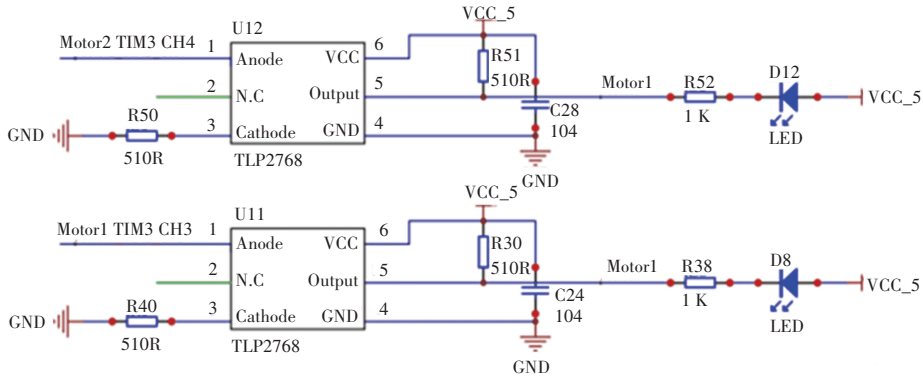 VCC_5
U12
Motor2 TIM3 CH4 1 Anode VCC 6 R51 510R
2 N.C Output 5 Motor1 R52 1 K D12 LED VCC_5
GND R50 510R 3 Cathode GND 4 C28 104
TLP2768
GND
VCC_5
U11
Motor1 TIM3 CH3 1 Anode VCC 6 R30 510R
2 N.C Output 5 Motor1 R38 1 K D8 LED VCC_5
GND R40 510R 3 Cathode GND 4 C24 104
TLP2768
GND